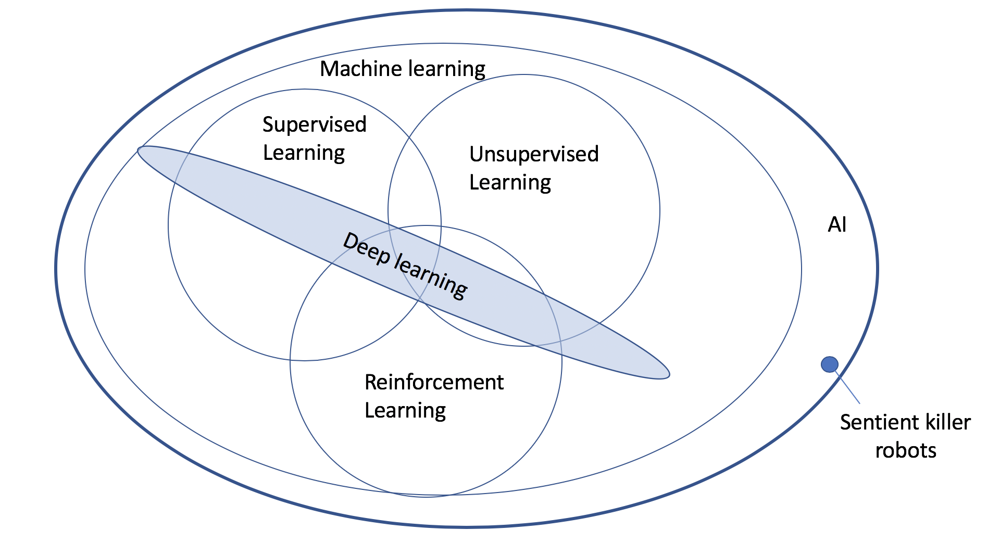 Machine learning
Supervised
Learning
Unsupervised
Learning
AI
Deep learning
Reinforcement
Learning
Sentient killer
robots